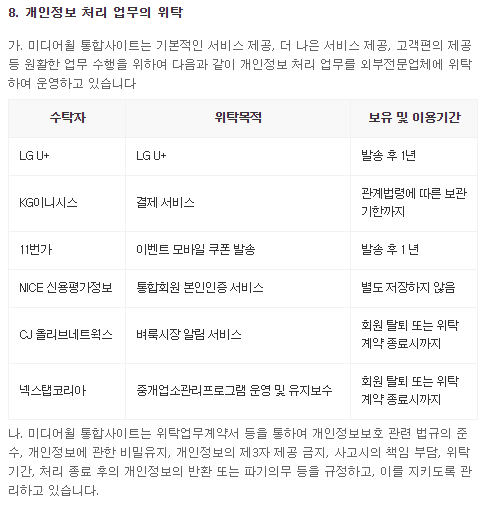 8. 개인정보 처리 업무의 위탁
가. 미디어윌 통합사이트는 기본적인 서비스 제공, 더 나은 서비스 제공, 고객편의 제공
등 원활한 업무 수행을 위하여 다음과 같이 개인정보 처리 업무를 외부전문업체에 위탁
하여 운영하고 있습니다
수탁자 위탁목적 보유 및 이용기간
LG U+ LG U+ 발송 후 1년
KG이니시스 결제 서비스 관계법령에 따른 보관
기한까지
11번가 이벤트 모바일 쿠폰 발송 발송 후 1 년
NICE 신용평가정보 통합회원 본인인증 서비스 별도 저장하지 않음
CJ 올리브네트웍스 벼룩시장 알림 서비스 회원 탈퇴 또는 위탁
계약 종료시까지
넥스탭코리아 중개업소관리프로그램 운영 및 유지보수 회원 탈퇴 또는 위탁
계약 종료시까지
나. 미디어윌 통합사이트는 위탁업무계약서 등을 통하여 개인정보보호 관련 법규의 준
수, 개인정보에 관한 비밀유지, 개인정보의 제3자 제공 금지, 사고시의 책임 부담, 위탁
기간, 처리 종료 후의 개인정보의 반환 또는 파기의무 등을 규정하고, 이를 지키도록 관
리하고 있습니다.